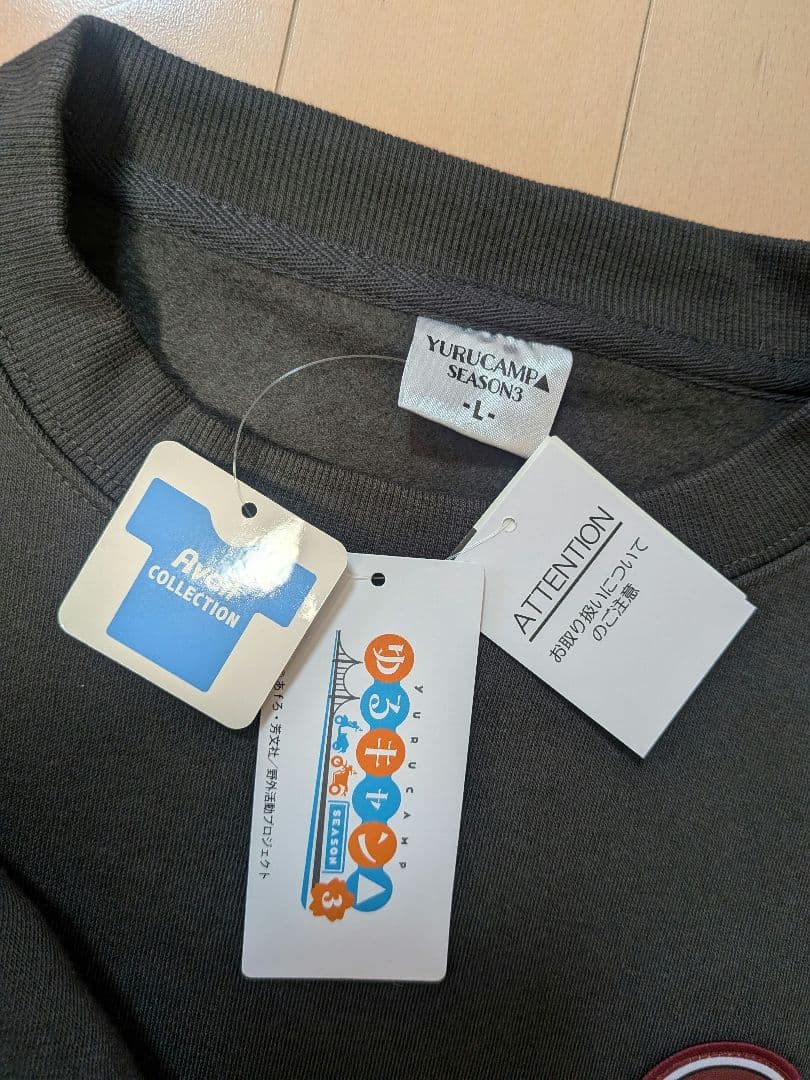 YURUCAMP▲
SEASON3
-L-
Avail
COLLECTION
ATTENTION
お取り扱いについて
のご注意
ゆるキャン△
YURUCAMP
SEASON
3
あfろ・芳文社/野外活動プロジェクト